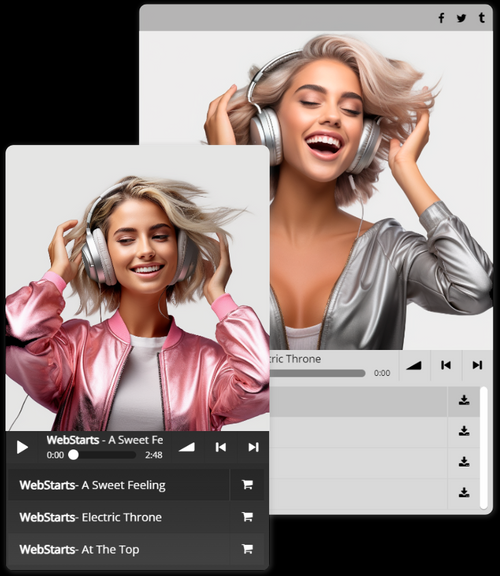 ric Throne
0:00
WebStarts - A Sweet Fe
0:00
2:48
WebStarts- A Sweet Feeling
WebStarts- Electric Throne
WebStarts- At The Top